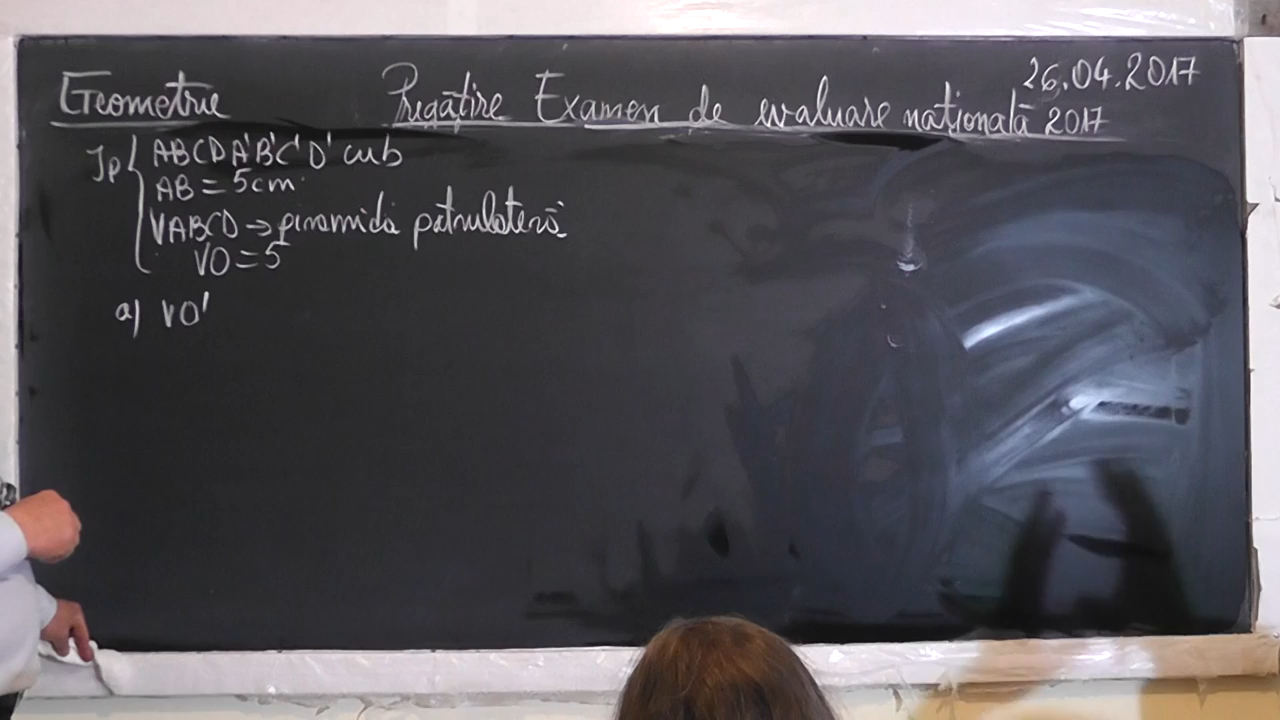 Geometrie Pregătire Examen de evaluare națională 2017 26.04.2017
Ip { ABCDA'B'C'D' cub
AB = 5cm
VABCD → piramidă patrulateră
VO = 5
a) VO'